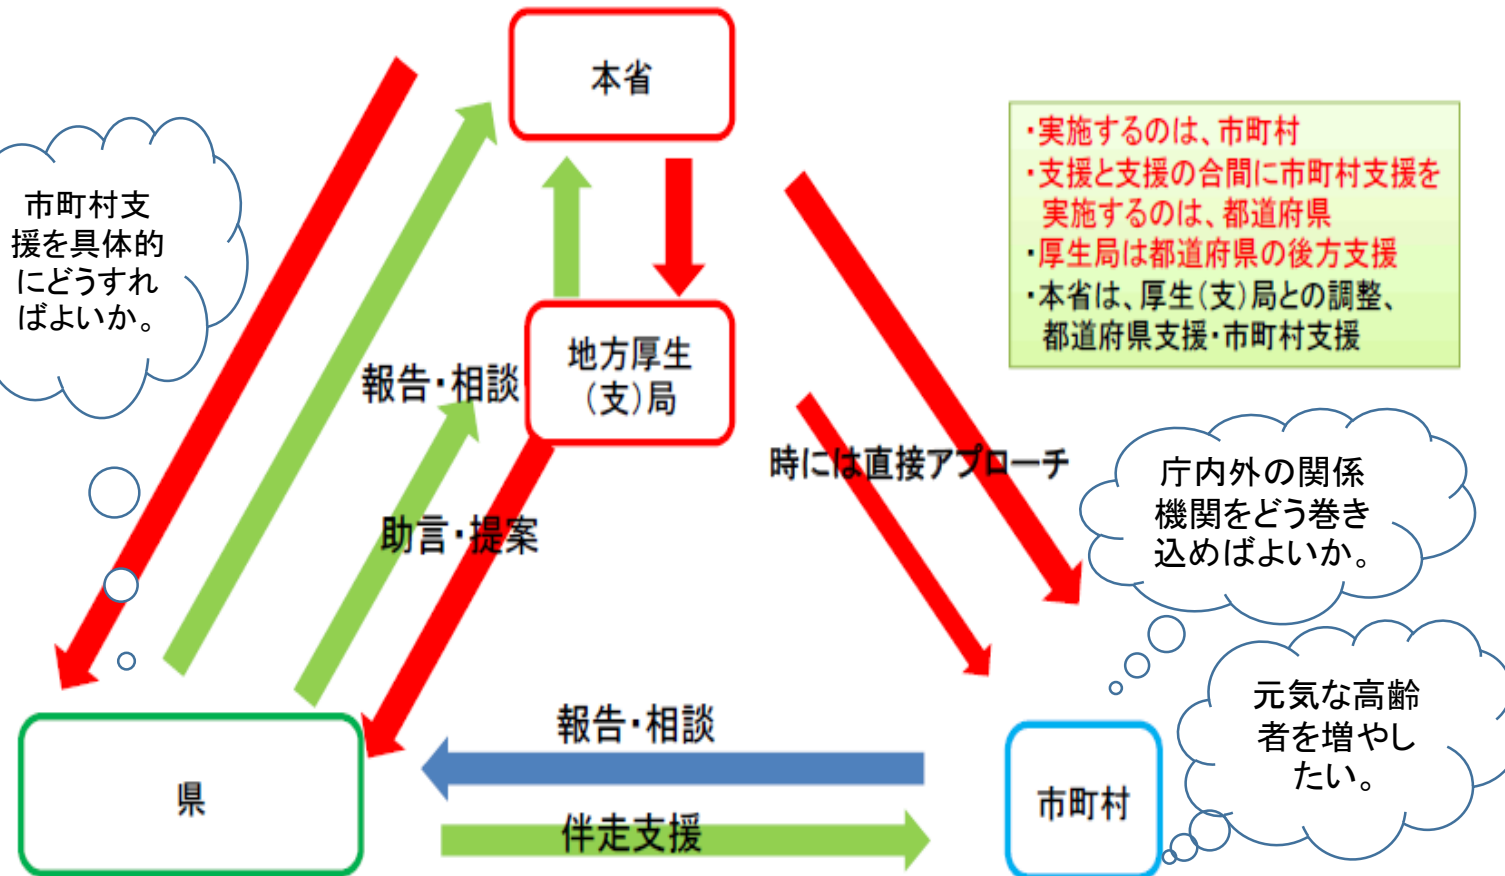 本省
・実施するのは、市町村
・支援と支援の合間に市町村支援を
実施するのは、都道府県
・厚生局は都道府県の後方支援
・本省は、厚生(支)局との調整、
都道府県支援・市町村支援
市町村支
援を具体的
にどうすれ
ばよいか。
地方厚生
(支)局
報告・相談
時には直接アプローチ
助言・提案
庁内外の関係
機関をどう巻き
込めばよいか。
元気な高齢
者を増やし
たい。
報告・相談
県
市町村
伴走支援